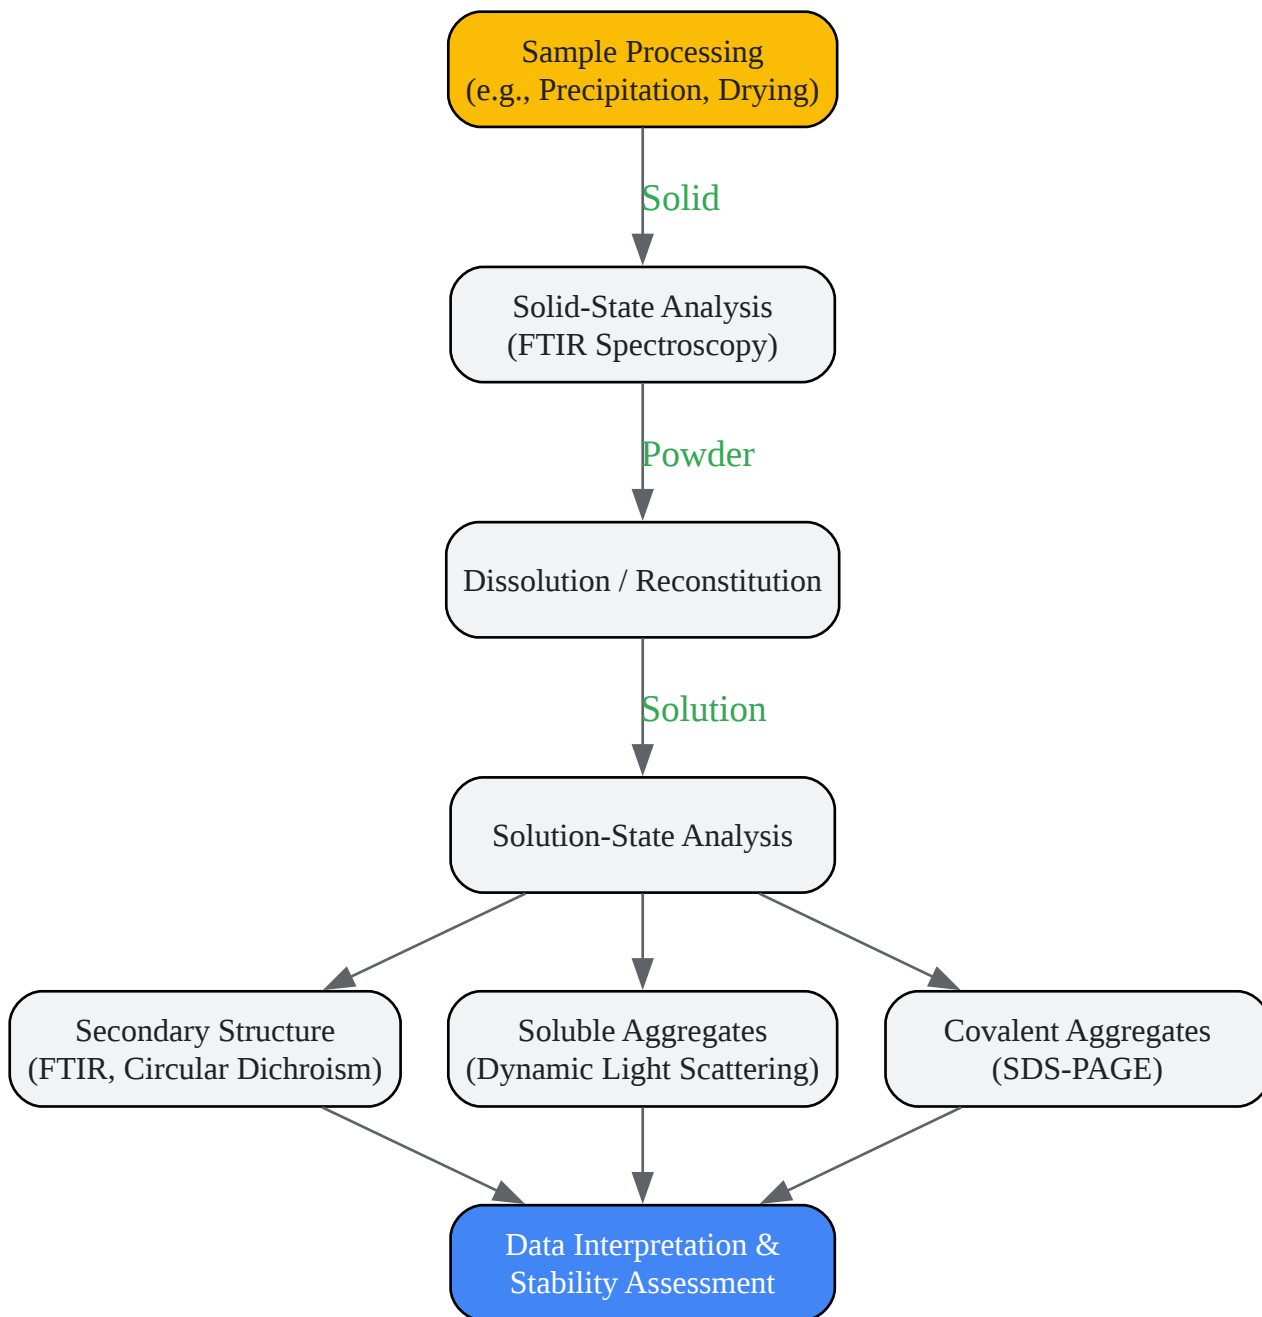 Sample Processing
(e.g., Precipitation, Drying)
Solid
Solid-State Analysis
(FTIR Spectroscopy)
Powder
Dissolution / Reconstitution
Solution
Solution-State Analysis
Secondary Structure
(FTIR, Circular Dichroism)
Soluble Aggregates
(Dynamic Light Scattering)
Covalent Aggregates
(SDS-PAGE)
Data Interpretation &
Stability Assessment